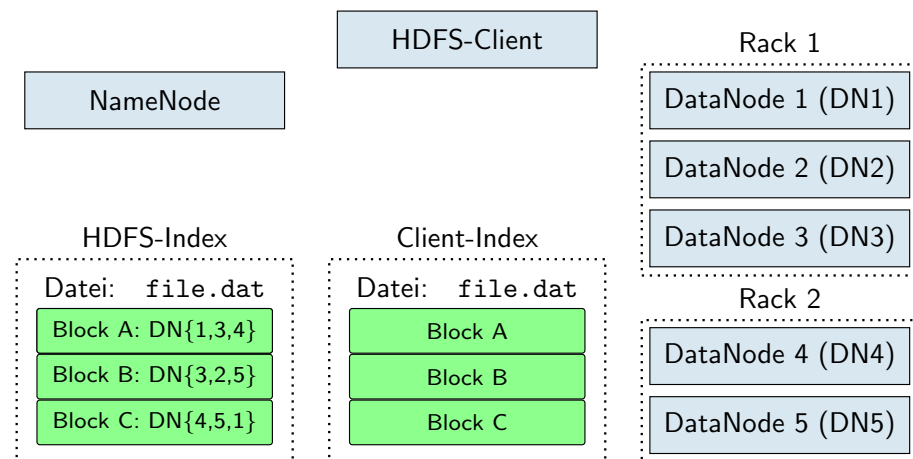 HDFS-Client
NameNode
HDFS-Index
Datei: file.dat
Block A: DN{1,3,4}
Block B: DN{3,2,5}
Block C: DN{4,5,1}
Client-Index
Datei: file.dat
Block A
Block B
Block C
Rack 1
DataNode 1 (DN1)
DataNode 2 (DN2)
DataNode 3 (DN3)
Rack 2
DataNode 4 (DN4)
DataNode 5 (DN5)